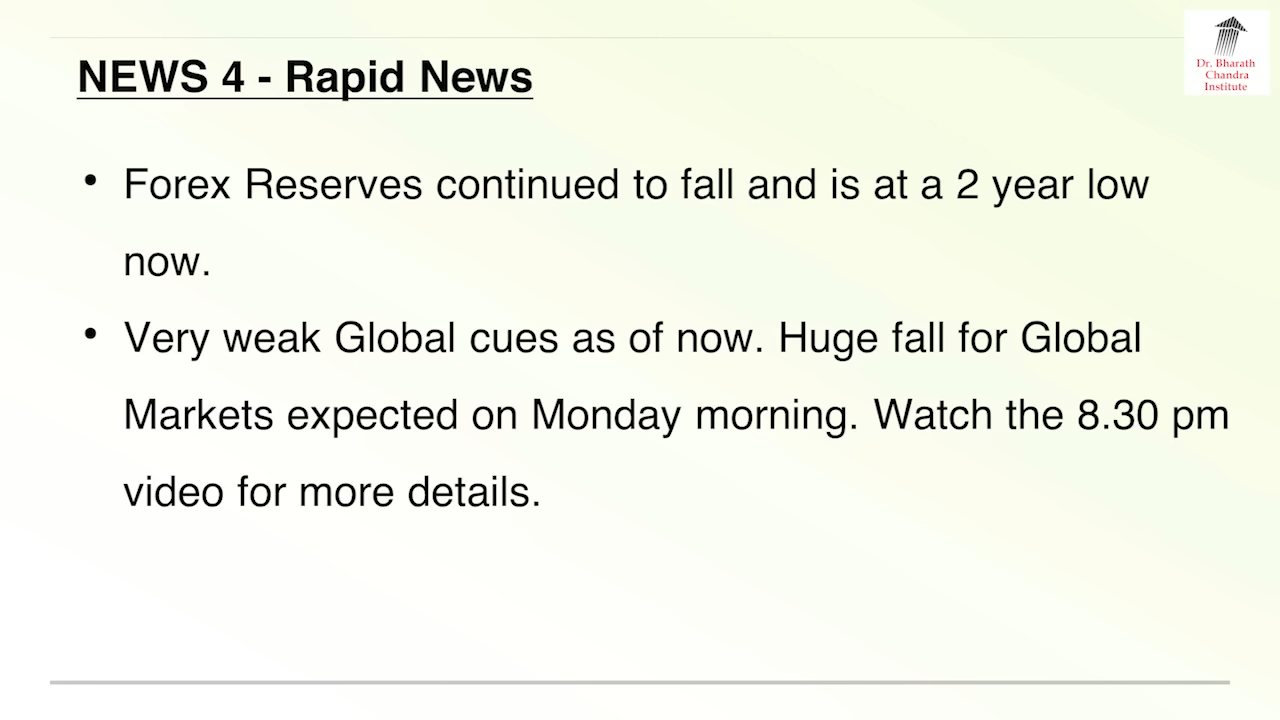 Dr. Bharath
Chandra
Institute
NEWS 4 - Rapid News
• Forex Reserves continued to fall and is at a 2 year low
now.
• Very weak Global cues as of now. Huge fall for Global
Markets expected on Monday morning. Watch the 8.30 pm
video for more details.